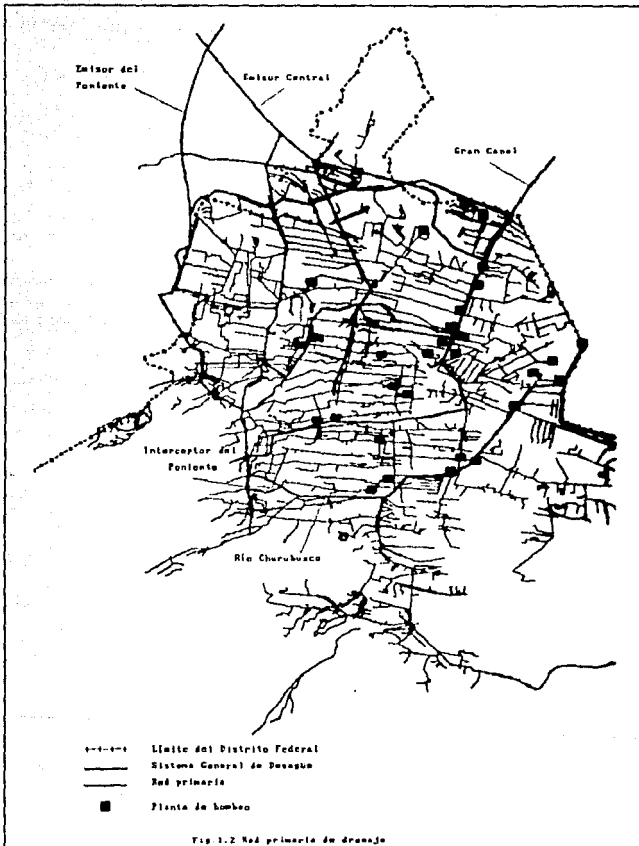 Emisor del
Poniente
Emisor Central
Gran Canal
Interceptor del
Poniente
Río Churubusco
Límite del Distrito Federal
Sistema General de Desagüe
Red primaria
Planta de bombeo
Fig 1.2 Red primaria de drenaje